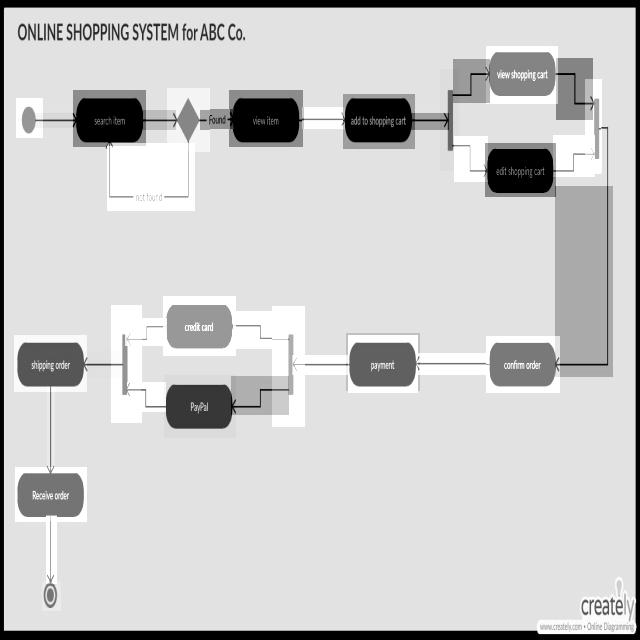 ONLINE SHOPPING SYSTEM for ABC Co.
view shopping cart
search item
Found
view item
add to shopping cart
edit shopping cart
not found
credit card
shipping order
payment
confirm order
PayPal
Receive order
creately
www.creately.com • Online Diagramming